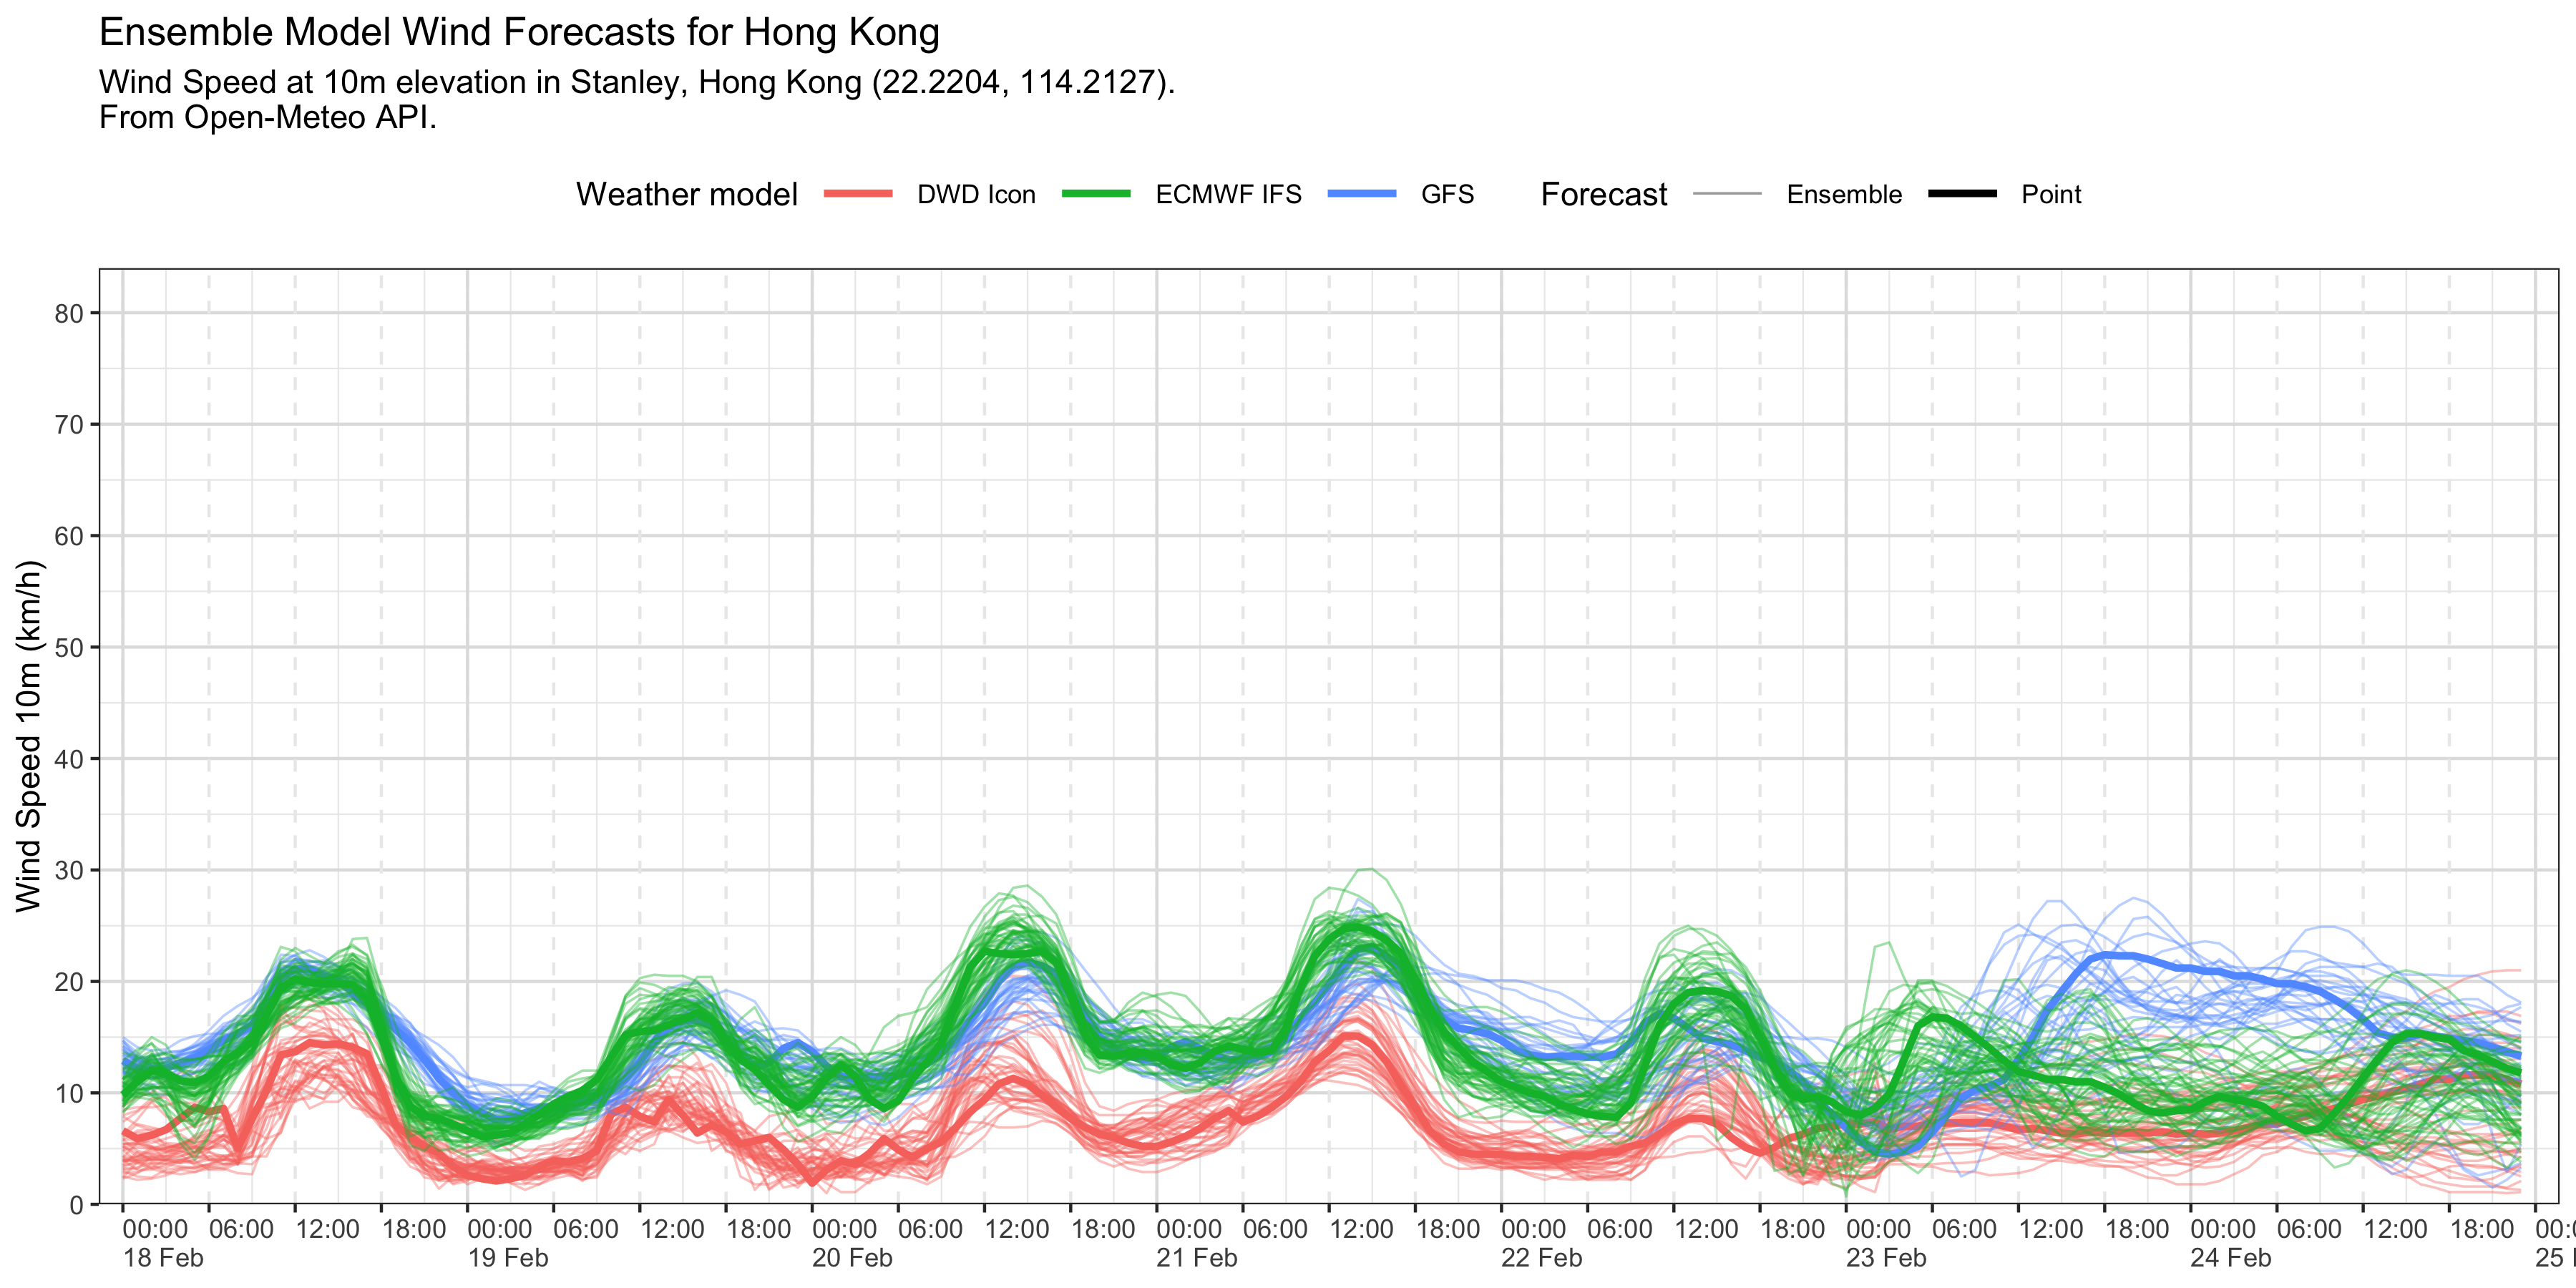 Ensemble Model Wind Forecasts for Hong Kong
Wind Speed at 10m elevation in Stanley, Hong Kong (22.2204, 114.2127).
From Open-Meteo API.
Weather model DWD Icon ECMWF IFS GFS Forecast Ensemble Point
80
70
60
50
40
30
20
10
0
Wind Speed 10m (km/h)
00:00 06:00 12:00 18:00 00:00 06:00 12:00 18:00 00:00 06:00 12:00 18:00 00:00 06:00 12:00 18:00 00:00 06:00 12:00 18:00 00:00 06:00 12:00 18:00 00:00 06:00 12:00 18:00 00:0
18 Feb 19 Feb 20 Feb 21 Feb 22 Feb 23 Feb 24 Feb 25